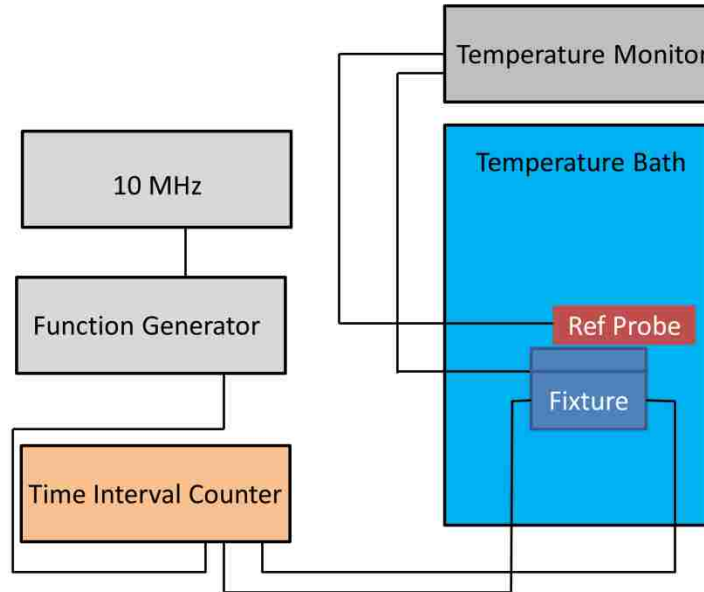 Temperature Monitor
Temperature Bath
10 MHz
Function Generator
Ref Probe
Fixture
Time Interval Counter